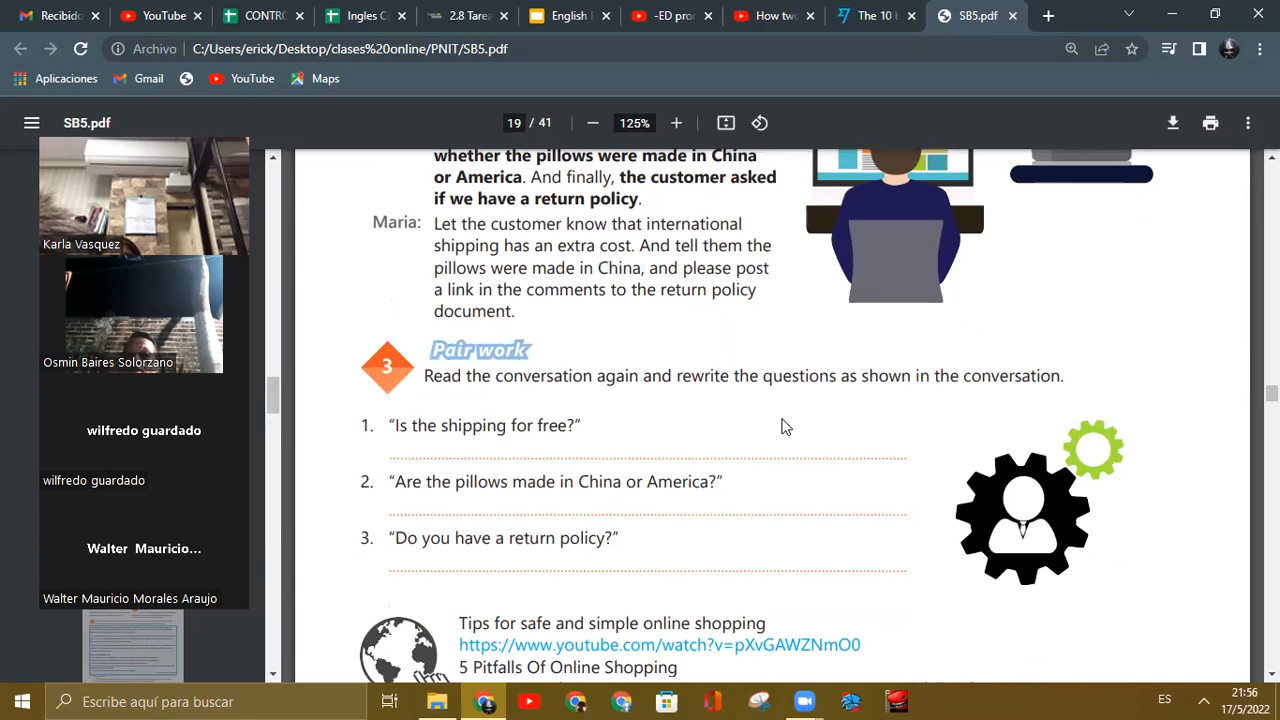 Recibido
YouTube
CONTRO
Ingles C
2.8 Tarea
English
-ED pro
How two
The 10 b
SB5.pdf
Archivo
C:/Users/erick/Desktop/clases%20online/PNIT/SB5.pdf
Aplicaciones
Gmail
YouTube
Maps
SB5.pdf
19 / 41
125%
Karla Vasquez
Osmin Baires Solorzano
wilfredo guardado
wilfredo guardado
Walter Mauricio...
Walter Mauricio Morales Araujo
whether the pillows were made in China
or America. And finally, the customer asked
if we have a return policy.
Maria: Let the customer know that international
shipping has an extra cost. And tell them the
pillows were made in China, and please post
a link in the comments to the return policy
document.
3
Pair work
Read the conversation again and rewrite the questions as shown in the conversation.
1. “Is the shipping for free?”
2. “Are the pillows made in China or America?”
3. “Do you have a return policy?”
Tips for safe and simple online shopping
https://www.youtube.com/watch?v=pXvGAWZNmO0
5 Pitfalls Of Online Shopping
Escribe aquí para buscar
ES
21:56
17/5/2022